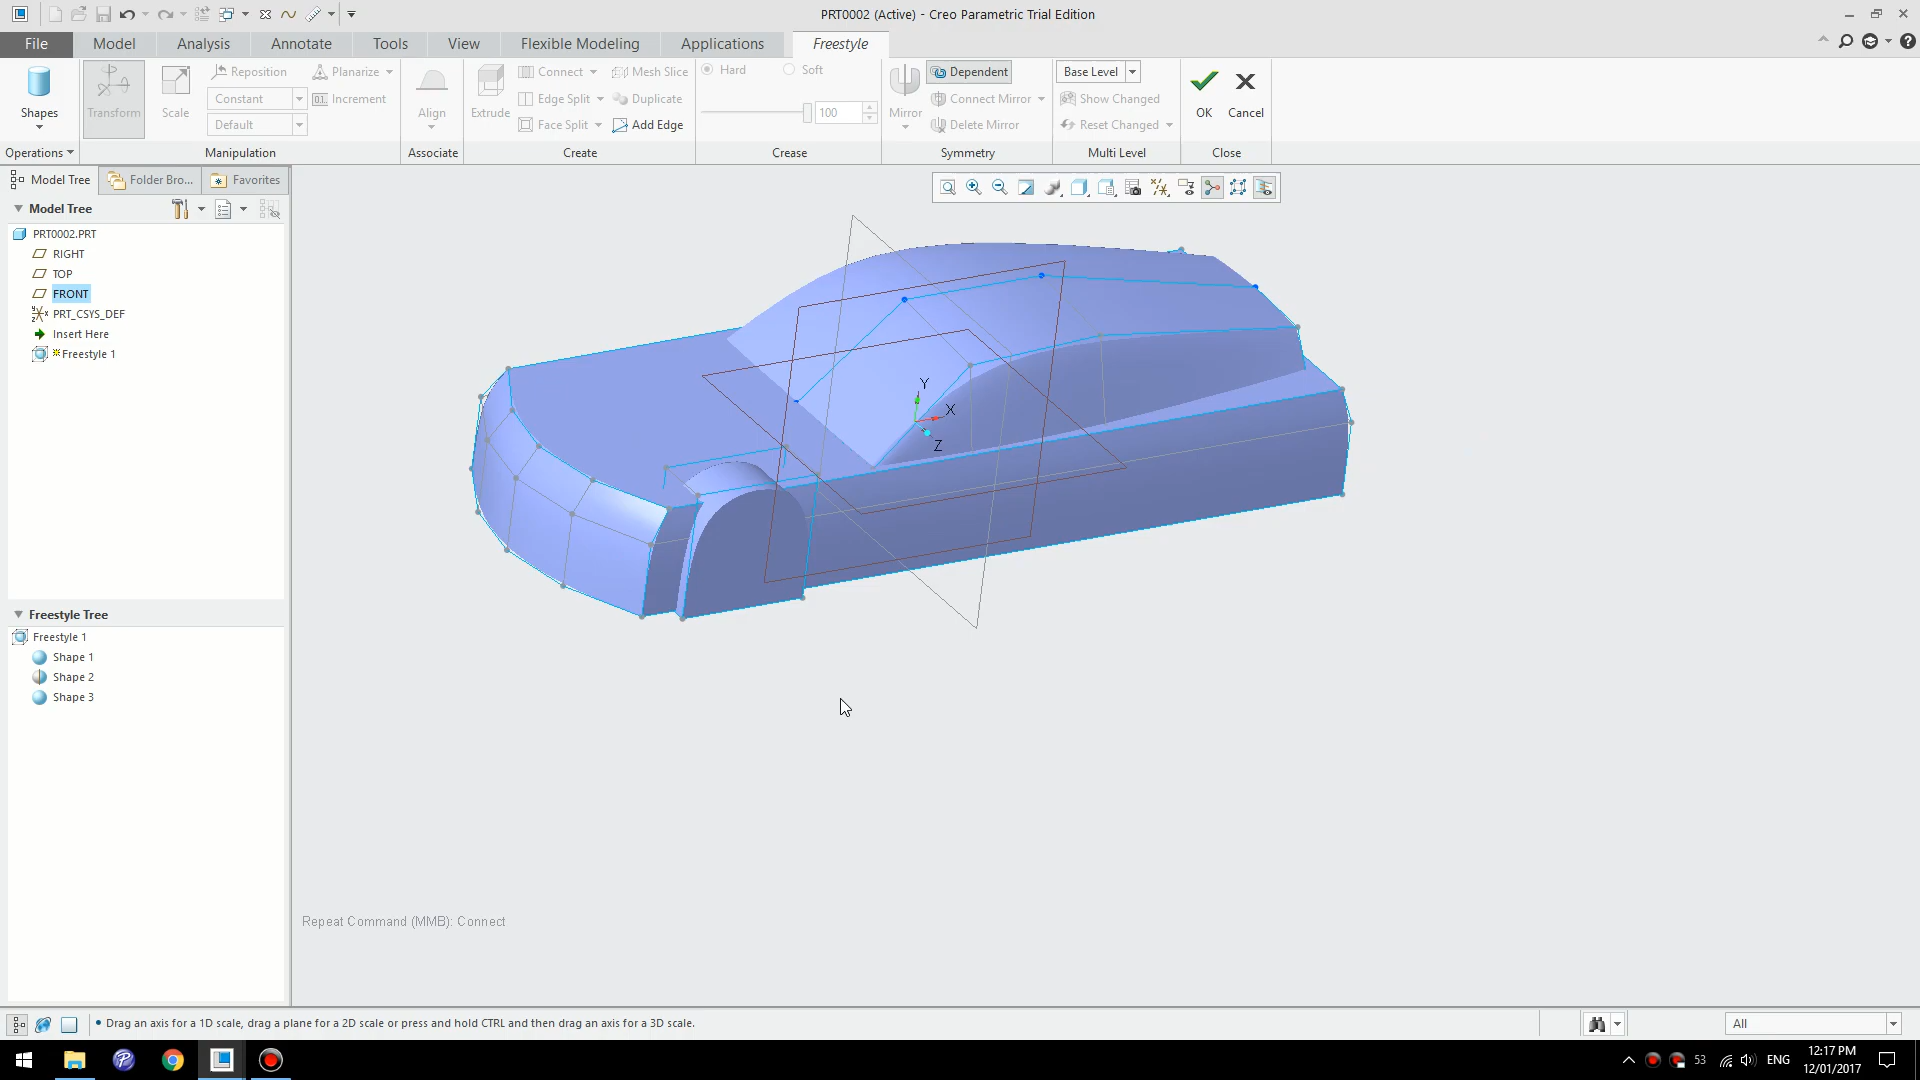 PRT0002 (Active) - Creo Parametric Trial Edition
File
Model
Analysis
Annotate
Tools
View
Flexible Modeling
Applications
Freestyle
Shapes
Transform
Scale
Reposition
Constant
Default
Planarize
Increment
Align
Extrude
Connect
Edge Split
Face Split
Mesh Slice
Duplicate
Add Edge
Hard
Soft
100
Mirror
Dependent
Connect Mirror
Delete Mirror
Base Level
Show Changed
Reset Changed
OK
Cancel
Operations
Manipulation
Associate
Create
Crease
Symmetry
Multi Level
Close
Model Tree
Folder Bro...
Favorites
Model Tree
PRT0002.PRT
RIGHT
TOP
FRONT
PRT_CSYS_DEF
Insert Here
Freestyle 1
Freestyle Tree
Freestyle 1
Shape 1
Shape 2
Shape 3
Y
X
Z
Repeat Command (MMB): Connect
Drag an axis for a 1D scale, drag a plane for a 2D scale or press and hold CTRL and then drag an axis for a 3D scale.
All
53
ENG
12:17 PM
12/01/2017